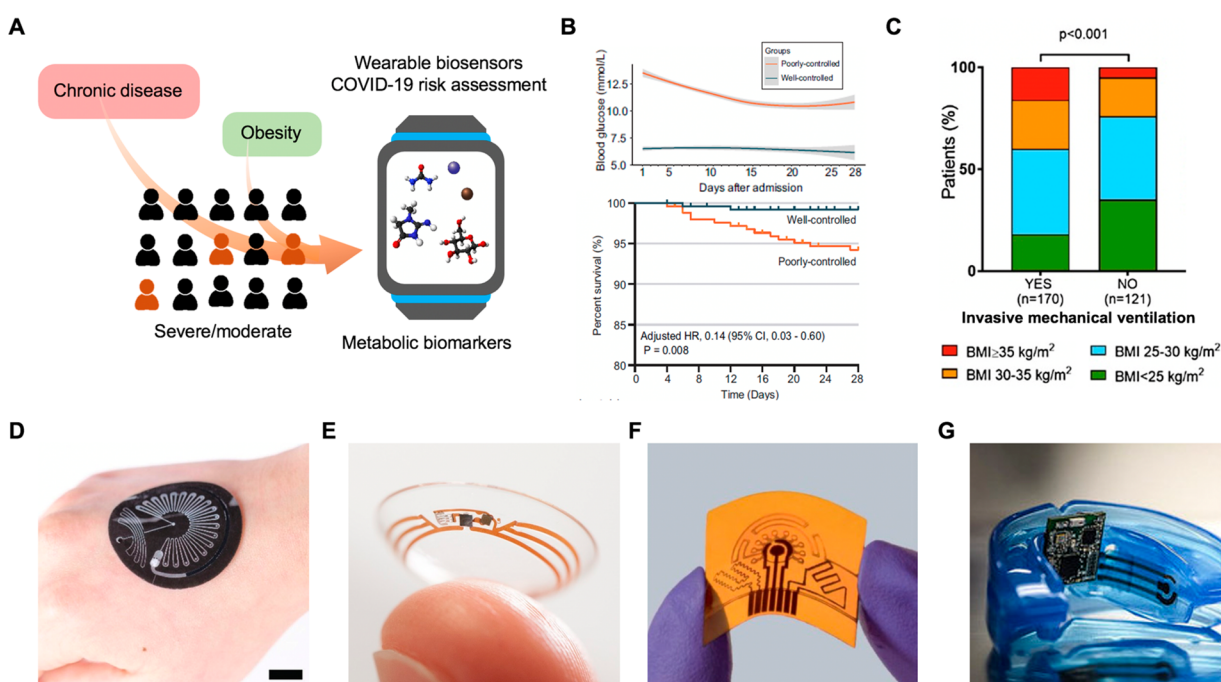 A
Wearable biosensors
COVID-19 risk assessment
Chronic disease
Obesity
Severe/moderate
Metabolic biomarkers
B
Groups
Poorly-controlled
Well-controlled
Blood glucose (mmol/L)
12.5
10.0
7.5
5.0
1
5
10
15
20
25
28
Days after admission
Percent survival (%)
100
95
90
85
80
Well-controlled
Poorly-controlled
Adjusted HR, 0.14 (95% CI, 0.03 - 0.60)
P = 0.008
0
4
8
12
16
20
24
28
Time (Days)
C
p<0.001
Patients (%)
100
50
0
YES
(n=170)
NO
(n=121)
Invasive mechanical ventilation
BMI≥35 kg/m²
BMI 25-30 kg/m²
BMI 30-35 kg/m²
BMI<25 kg/m²
D
E
F
G